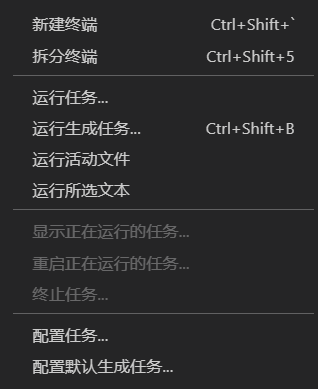 新建终端 Ctrl+Shift+`
拆分终端 Ctrl+Shift+5
运行任务...
运行生成任务... Ctrl+Shift+B
运行活动文件
运行所选文本
显示正在运行的任务...
重启正在运行的任务...
终止任务...
配置任务...
配置默认生成任务...